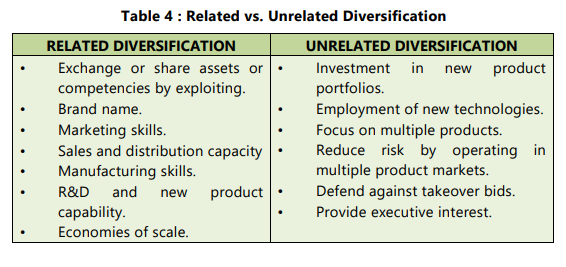 Table 4 : Related vs. Unrelated Diversification
RELATED DIVERSIFICATION
• Exchange or share assets or
competencies by exploiting.
• Brand name.
• Marketing skills.
• Sales and distribution capacity
• Manufacturing skills.
• R&D and new product
capability.
• Economies of scale.
UNRELATED DIVERSIFICATION
• Investment in new product
portfolios.
• Employment of new technologies.
• Focus on multiple products.
• Reduce risk by operating in
multiple product markets.
• Defend against takeover bids.
• Provide executive interest.